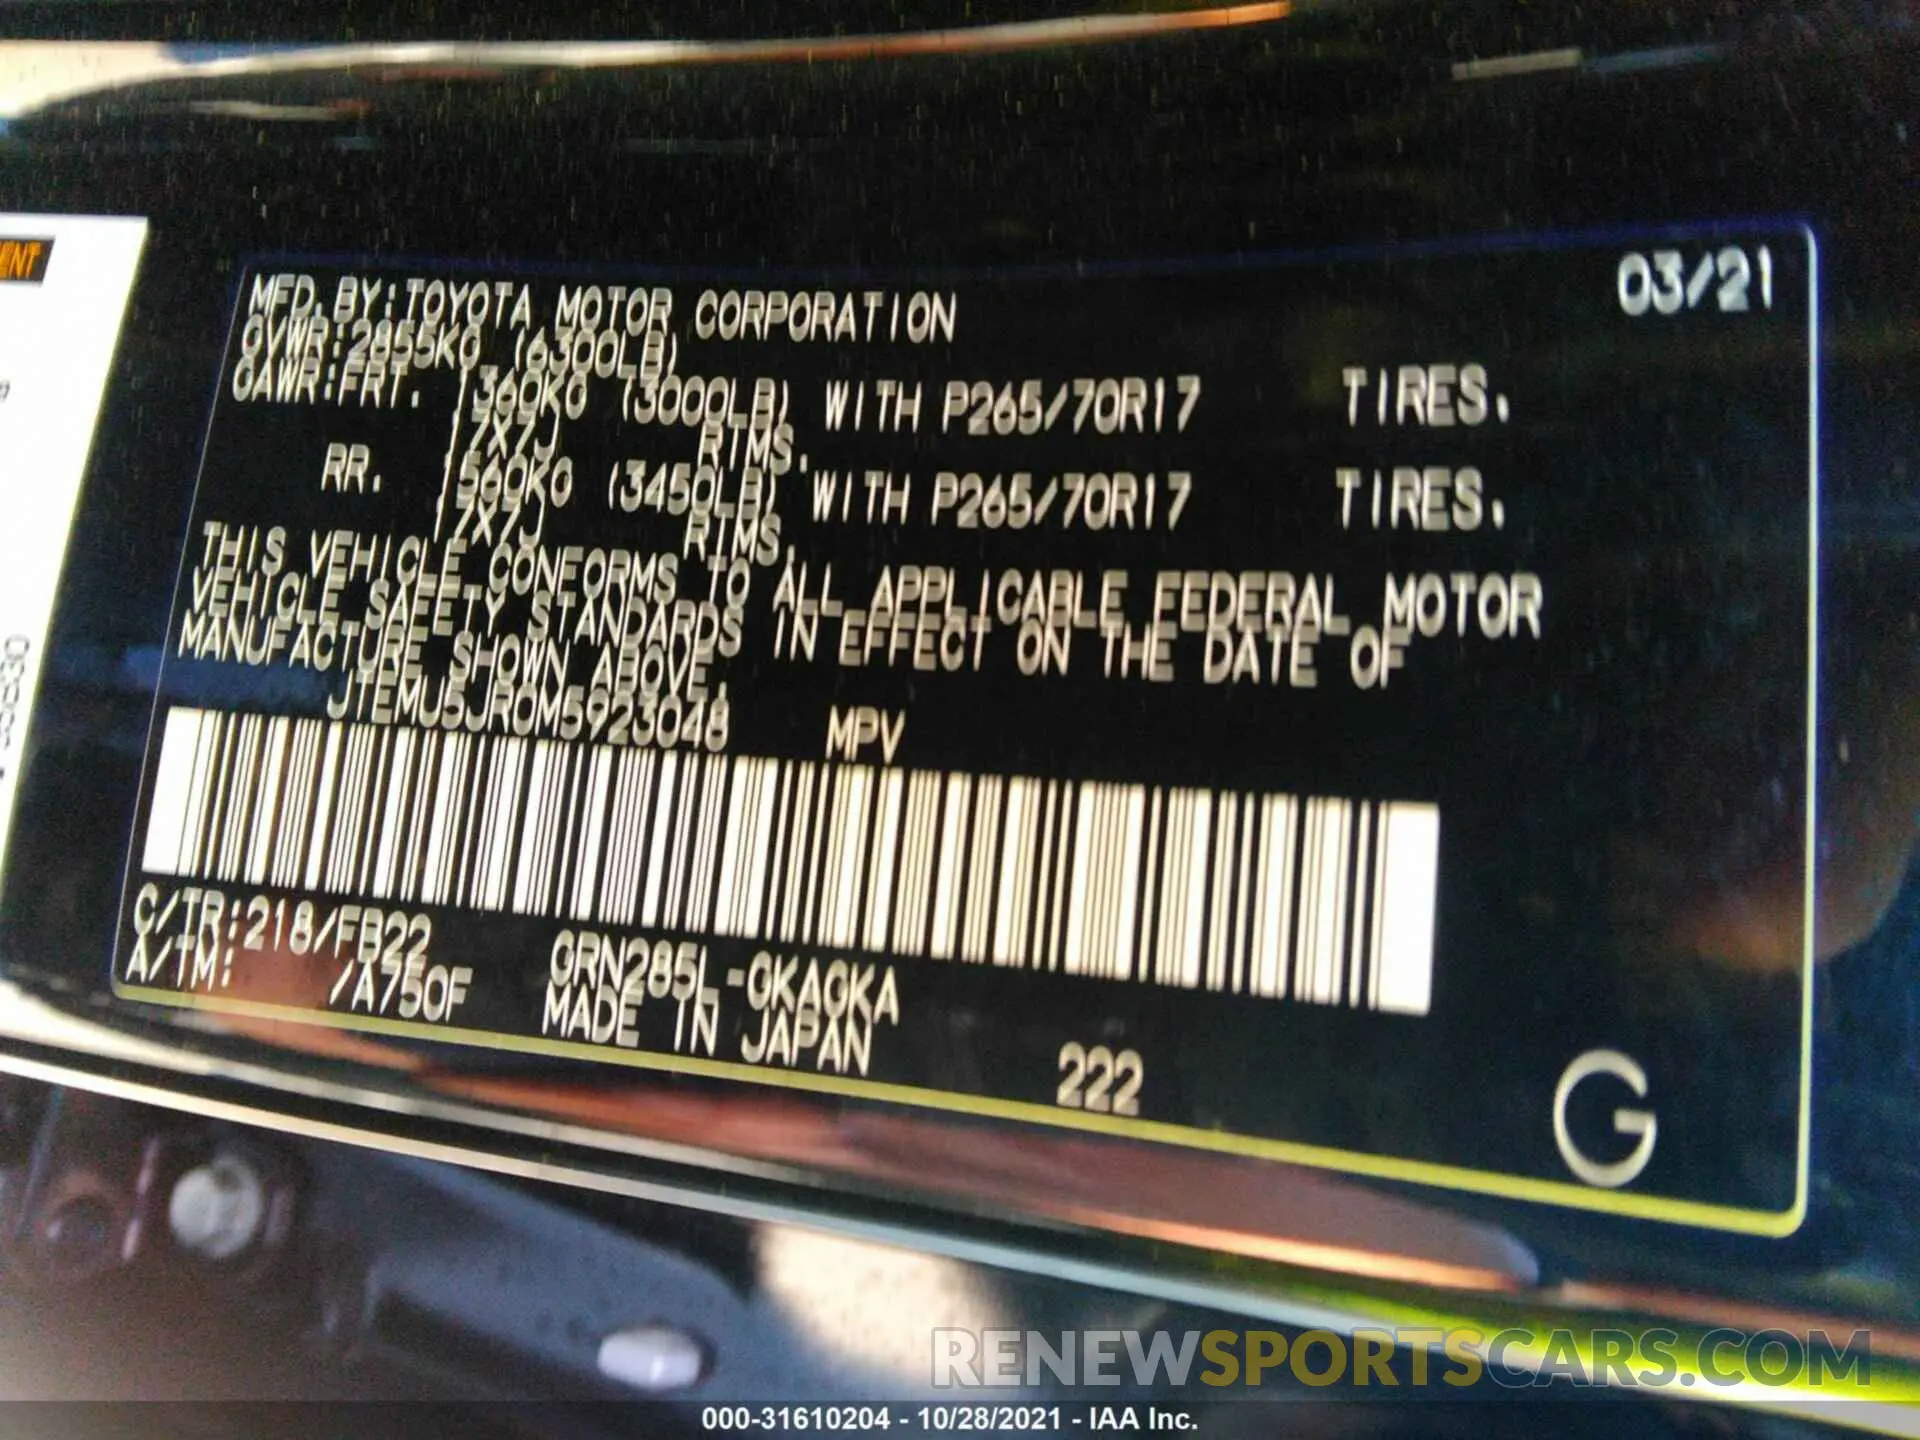 03/21
MFD.BY:TOYOTA MOTOR CORPORATION
GVWR:2855KG (6300LB)
GAWR:FRT. 1360KG (3000LB) WITH P265/70R17 TIRES.
17X7J RIMS.
RR. 1560KG (3450LB) WITH P265/70R17 TIRES.
17X7J RIMS.
THIS VEHICLE CONFORMS TO ALL APPLICABLE FEDERAL MOTOR
VEHICLE SAFETY STANDARDS IN EFFECT ON THE DATE OF
MANUFACTURE SHOWN ABOVE.
JTEMU5JR0M5923048 MPV
C/TR:218/FB22 GRN285L-GKAGKA
A/TM: /A750F MADE IN JAPAN
222
G
RENEWSPORTSCARS.COM
000-31610204 - 10/28/2021 - IAA Inc.